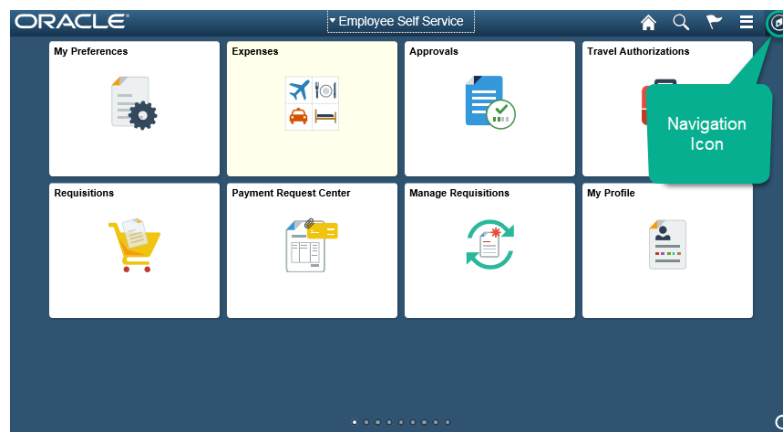 ORACLE
Employee Self Service
My Preferences
Expenses
Approvals
Travel Authorizations
Navigation
Icon
Requisitions
Payment Request Center
Manage Requisitions
My Profile